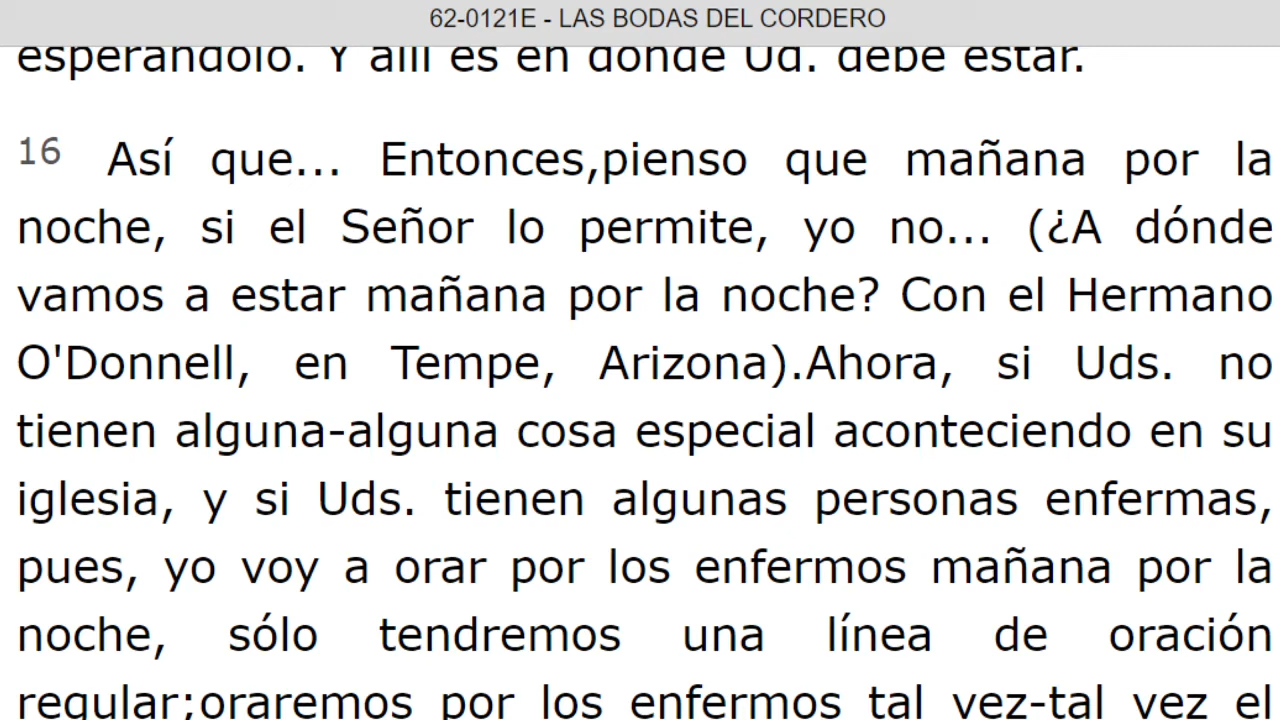 62-0121E - LAS BODAS DEL CORDERO
esperándolo. Y allí es en donde Ud. debe estar.
16 Así que... Entonces,pienso que mañana por la
noche, si el Señor lo permite, yo no... (¿A dónde
vamos a estar mañana por la noche? Con el Hermano
O'Donnell, en Tempe, Arizona).Ahora, si Uds. no
tienen alguna-alguna cosa especial aconteciendo en su
iglesia, y si Uds. tienen algunas personas enfermas,
pues, yo voy a orar por los enfermos mañana por la
noche, sólo tendremos una línea de oración
regular;oraremos por los enfermos tal vez-tal vez el